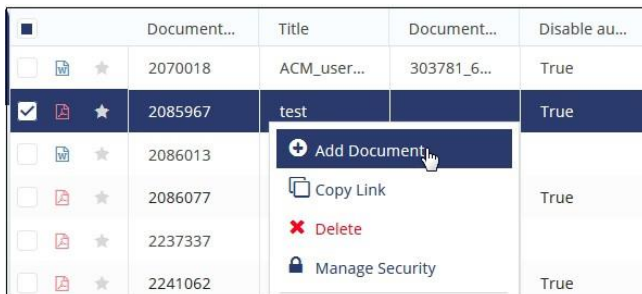 Document... Title Document... Disable au...
2070018 ACM_user... 303781_6... True
2085967 test True
2086013
2086077 True
2237337
2241062 True
Add Document
Copy Link
Delete
Manage Security